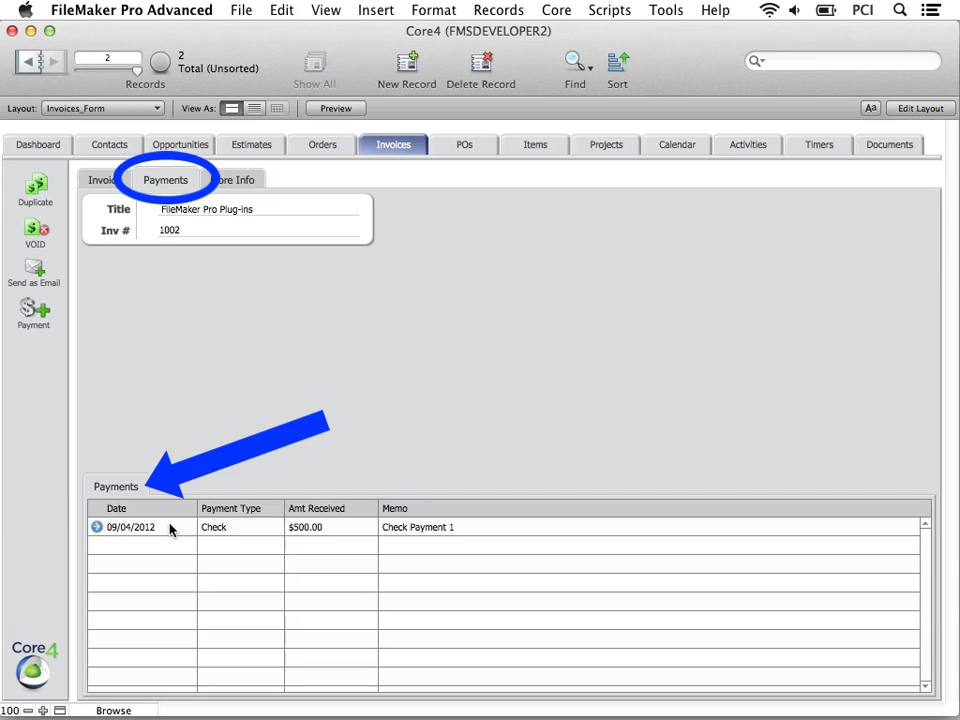 FileMaker Pro Advanced File Edit View Insert Format Records Core Scripts Tools Help PCI
Core4 (FMSDEVELOPER2)
2
2
Total (Unsorted)
Records
Show All
New Record
Delete Record
Find
Sort
Layout: Invoices_Form View As: Preview Aa Edit Layout
Dashboard Contacts Opportunities Estimates Orders Invoices POs Items Projects Calendar Activities Timers Documents
Payments Info
Duplicate
VOID
Send as Email
Payment
Title FileMaker Pro Plug-ins
Inv # 1002
Payments
Date Payment Type Amt Received Memo
09/04/2012 Check $500.00 Check Payment 1
Core4
100 Browse